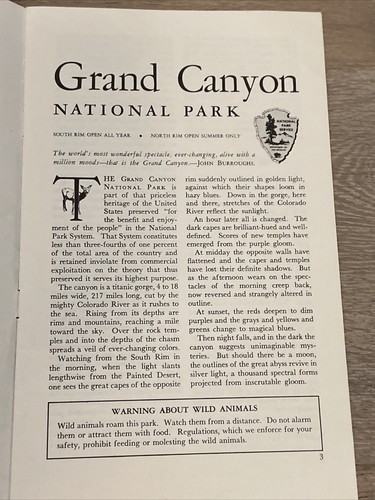 Grand Canyon
NATIONAL PARK
SOUTH RIM OPEN ALL YEAR • NORTH RIM OPEN SUMMER ONLY
NATIONAL
PARK
SERVICE
The world's most wonderful spectacle, ever-changing, alive with a
million moods—that is the Grand Canyon.—JOHN BURROUGHS.
THE GRAND CANYON
NATIONAL PARK is
part of that priceless
heritage of the United
States preserved "for
the benefit and enjoy-
ment of the people" in the National
Park System. That System constitutes
less than three-fourths of one percent
of the total area of the country and
is retained inviolate from commercial
exploitation on the theory that thus
preserved it serves its highest purpose.
The canyon is a titanic gorge, 4 to 18
miles wide, 217 miles long, cut by the
mighty Colorado River as it rushes to
the sea. Rising from its depths are
rims and mountains, reaching a mile
toward the sky. Over the rock tem-
ples and into the depths of the chasm
spreads a veil of ever-changing colors.
Watching from the South Rim in
the morning, when the light slants
lengthwise from the Painted Desert,
one sees the great capes of the opposite
rim suddenly outlined in golden light,
against which their shapes loom in
hazy blues. Down in the gorge, here
and there, stretches of the Colorado
River reflect the sunlight.
An hour later all is changed. The
dark capes are brilliant-hued and well-
defined. Scores of new temples have
emerged from the purple gloom.
At midday the opposite walls have
flattened and the capes and temples
have lost their definite shadows. But
as the afternoon wears on the spec-
tacles of the morning creep back,
now reversed and strangely altered in
outline.
At sunset, the reds deepen to dim
purples and the grays and yellows and
greens change to magical blues.
Then night falls, and in the dark the
canyon suggests unimaginable mys-
teries. But should there be a moon,
the outlines of the great abyss revive in
silver light, a thousand spectral forms
projected from inscrutable gloom.
WARNING ABOUT WILD ANIMALS
Wild animals roam this park. Watch them from a distance. Do not alarm
them or attract them with food. Regulations, which we enforce for your
safety, prohibit feeding or molesting the wild animals.
3